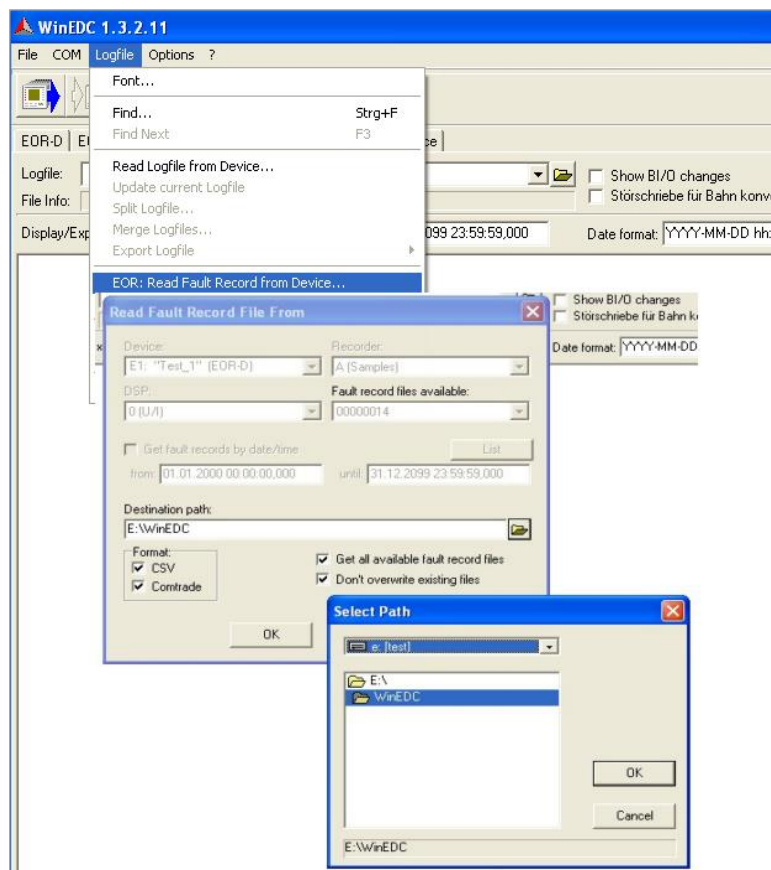 WinEDC 1.3.2.11
File COM Logfile Options ?
Font...
Find... Strg+F
Find Next F3
EOR-D
Read Logfile from Device...
Update current Logfile
Split Logfile...
Merge Logfiles...
Export Logfile
EOR: Read Fault Record from Device...
Logfile:
File Info:
Show BI/O changes
Störschriebe für Bahn konv
Display/Exp
099 23:59:59,000
Date format: YYYY-MM-DD hh:
Show BI/O changes
Störschriebe für Bahn k
Date format: YYYY-MM-DD
Read Fault Record File From
Device: Recorder:
E1: "Test_1" (EOR-D) A (Samples)
DSP: Fault record files available:
0 (U/I) 00000014
Get fault records by date/time List
from: 01.01.2000 00:00:00,000 until: 31.12.2099 23:59:59,000
Destination path:
E:\WinEDC
Format:
CSV
Comtrade
Get all available fault record files
Don't overwrite existing files
OK
Select Path
e: [test]
E:\
WinEDC
OK
Cancel
E:\WinEDC